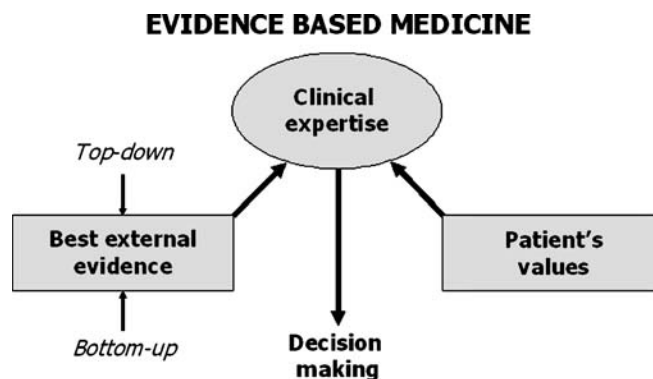 EVIDENCE BASED MEDICINE
Clinical
expertise
Top-down
Best external
evidence
Patient's
values
Bottom-up
Decision
making